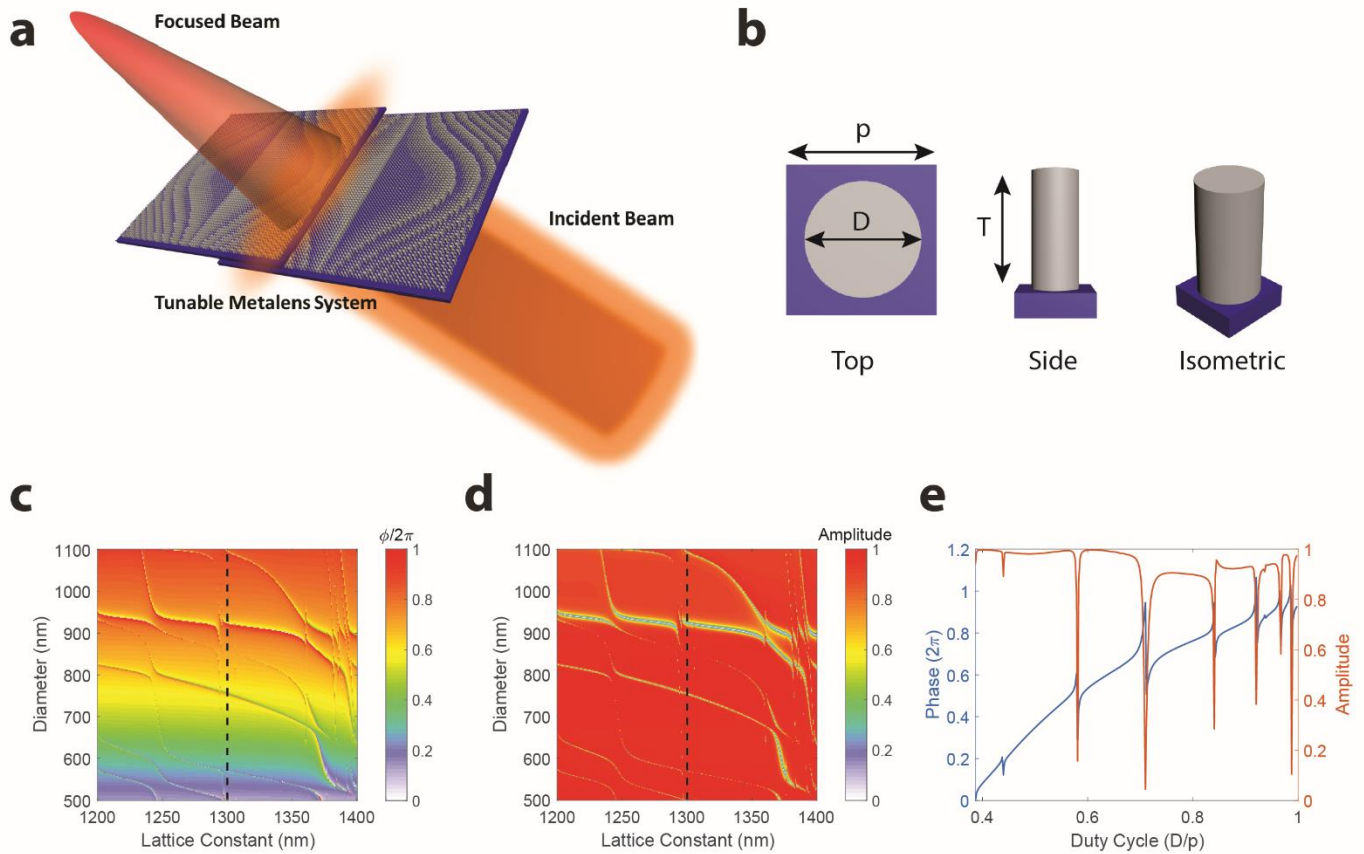 a
Focused Beam
Incident Beam
Tunable Metalens System
b
p
D
T
Top
Side
Isometric
c
ϕ/2π
1
0.8
0.6
0.4
0.2
0
1100
1000
900
800
700
600
500
Diameter (nm)
1200
1250
1300
1350
1400
Lattice Constant (nm)
d
Amplitude
1
0.8
0.6
0.4
0.2
0
1100
1000
900
800
700
600
500
Diameter (nm)
1200
1250
1300
1350
1400
Lattice Constant (nm)
e
1.2
1
0.8
0.6
0.4
0.2
0
Phase (2π)
1
0.8
0.6
0.4
0.2
0
Amplitude
0.4
0.6
0.8
1
Duty Cycle (D/p)